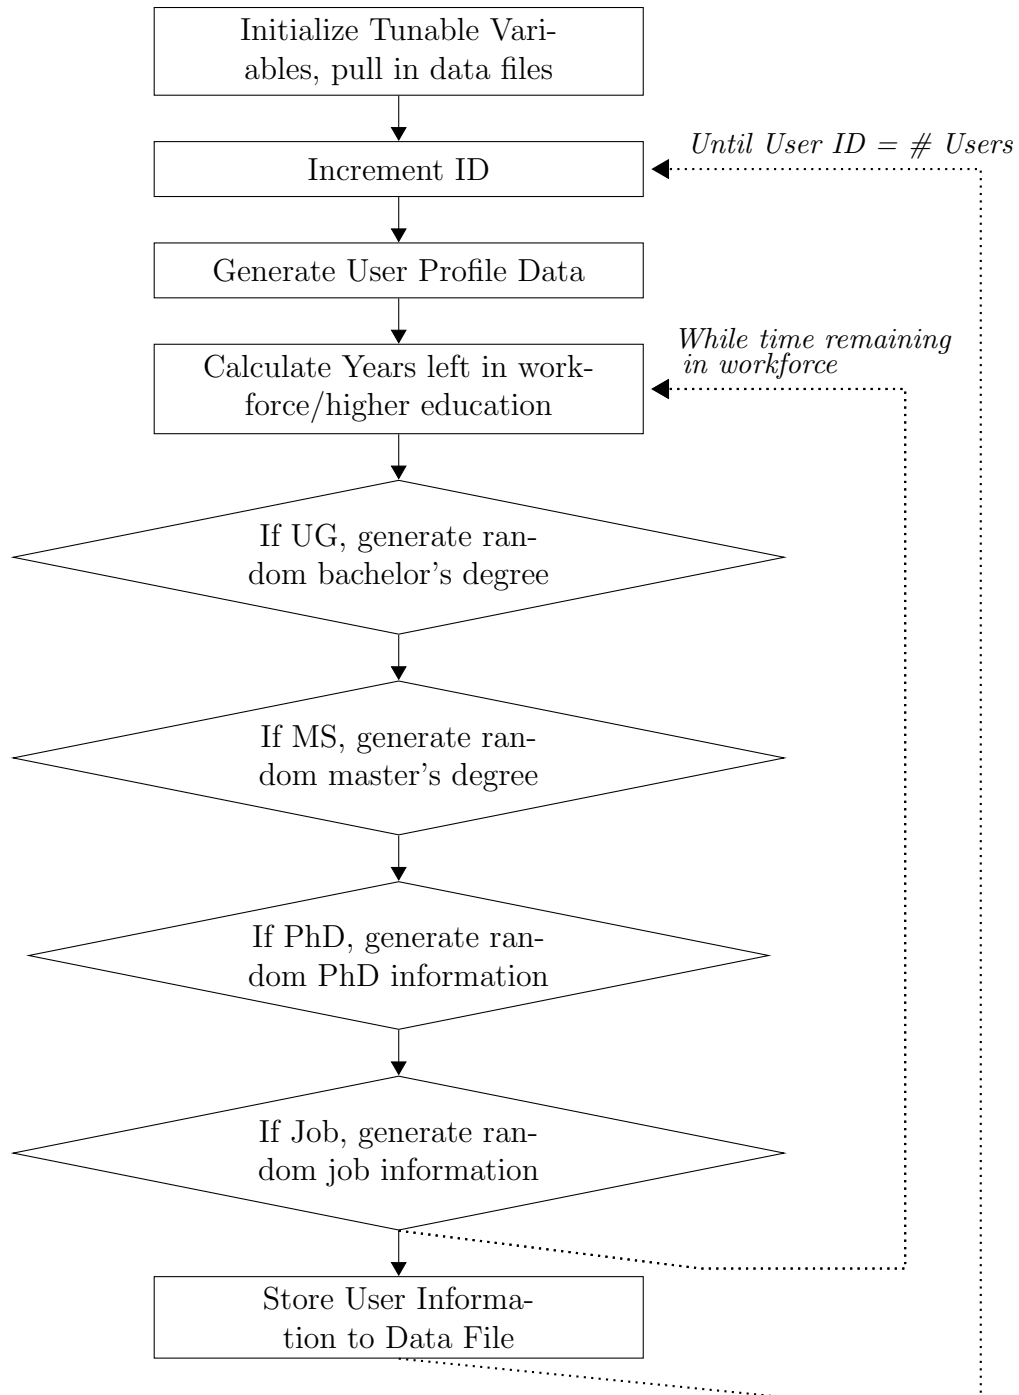 Initialize Tunable Vari-
ables, pull in data files
Until User ID = # Users
Increment ID
Generate User Profile Data
While time remaining
in workforce
Calculate Years left in work-
force/higher education
If UG, generate ran-
dom bachelor's degree
If MS, generate ran-
dom master's degree
If PhD, generate ran-
dom PhD information
If Job, generate ran-
dom job information
Store User Informa-
tion to Data File